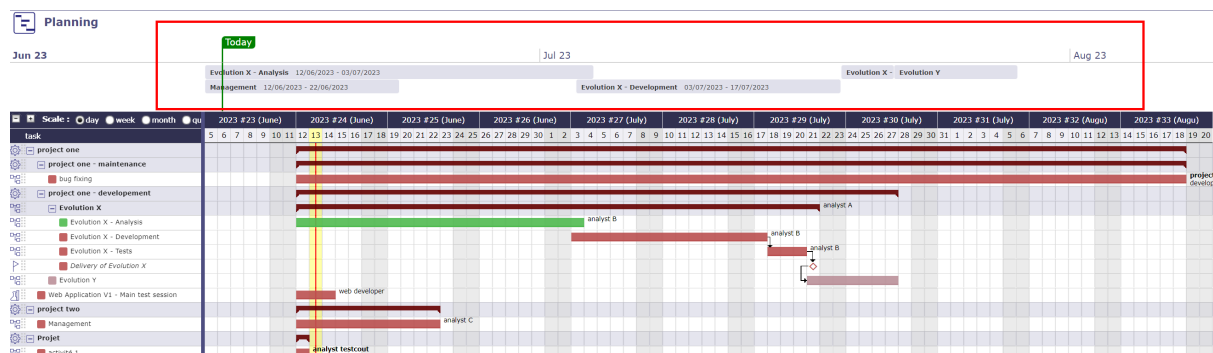 Planning
Today
Jun 23
Jul 23
Aug 23
Evolution X - Analysis 12/06/2023 - 03/07/2023
Evolution X - Evolution Y
Management 12/06/2023 - 22/06/2023
Evolution X - Development 03/07/2023 - 17/07/2023
Scale : day week month qu
2023 #23 (June) 2023 #24 (June) 2023 #25 (June) 2023 #26 (June) 2023 #27 (July) 2023 #28 (July) 2023 #29 (July) 2023 #30 (July) 2023 #31 (July) 2023 #32 (Augu) 2023 #33 (Augu)
task
5 6 7 8 9 10 11 12 13 14 15 16 17 18 19 20 21 22 23 24 25 26 27 28 29 30 1 2 3 4 5 6 7 8 9 10 11 12 13 14 15 16 17 18 19 20 21 22 23 24 25 26 27 28 29 30 31 1 2 3 4 5 6 7 8 9 10 11 12 13 14 15 16 17 18 19 20
project one
project one - maintenance
bug fixing
project
develop
project one - developement
Evolution X
analyst A
Evolution X - Analysis
analyst B
Evolution X - Development
analyst B
Evolution X - Tests
analyst B
Delivery of Evolution X
Evolution Y
Web Application V1 - Main test session
web developer
project two
Management
analyst C
Projet
activité 1
analyst testcout